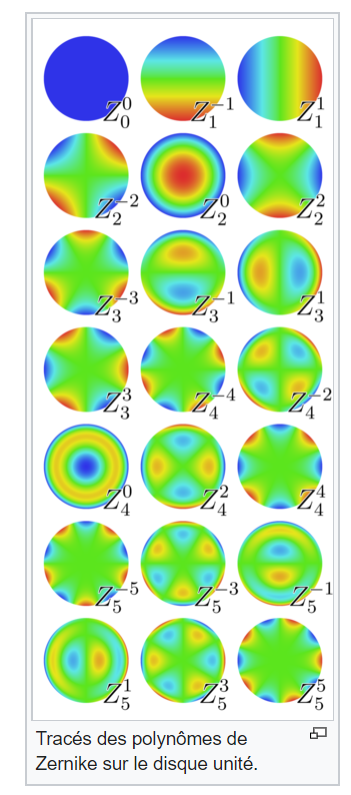 Z_0^0 Z_1^{-1} Z_1^1
Z_2^{-2} Z_2^0 Z_2^2
Z_3^{-3} Z_3^{-1} Z_3^1
Z_3^3 Z_4^{-4} Z_4^{-2}
Z_4^0 Z_4^2 Z_4^4
Z_5^{-5} Z_5^{-3} Z_5^{-1}
Z_5^1 Z_5^3 Z_5^5
Tracés des polynômes de
Zernike sur le disque unité.